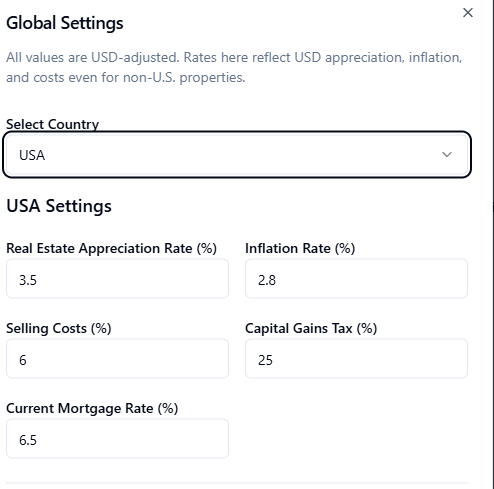 Global Settings
All values are USD-adjusted. Rates here reflect USD appreciation, inflation,
and costs even for non-U.S. properties.
Select Country
USA
USA Settings
Real Estate Appreciation Rate (%)
Inflation Rate (%)
3.5
2.8
Selling Costs (%)
Capital Gains Tax (%)
6
25
Current Mortgage Rate (%)
6.5